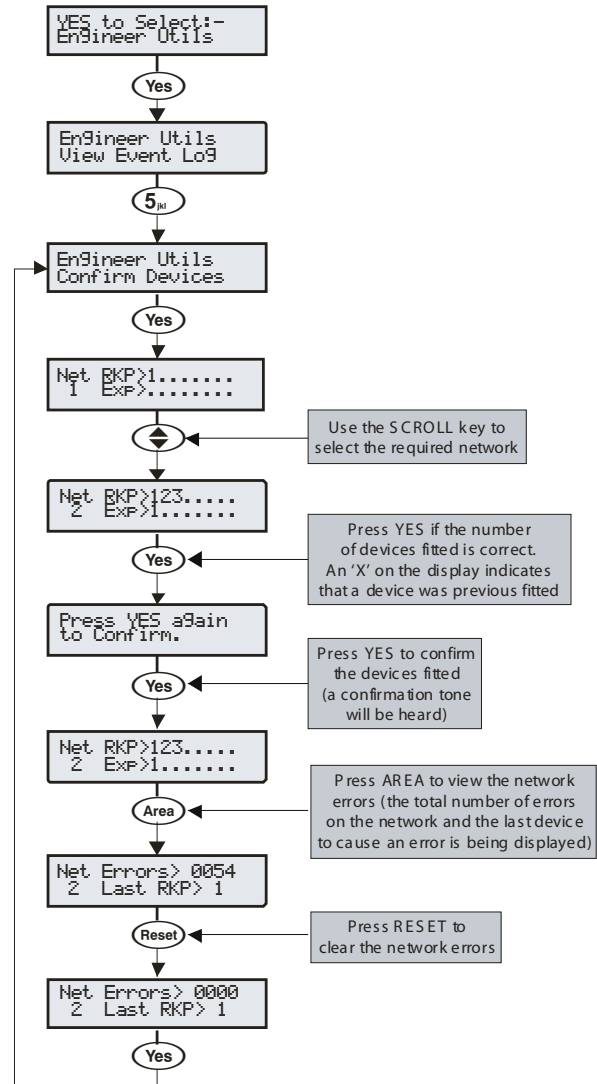 YES to Select:-
Engineer Utils
Yes
Engineer Utils
View Event Log
5jkl
Engineer Utils
Confirm Devices
Yes
Net RKP>1.......
1 Exp>........
Use the SCROLL key to
select the required network
Net RKP>123.....
2 Exp>1.......
Yes
Press YES if the number
of devices fitted is correct.
An ‘X’ on the display indicates
that a device was previous fitted
Press YES again
to Confirm.
Yes
Press YES to confirm
the devices fitted
(a confirmation tone
will be heard)
Net RKP>123.....
2 Exp>1.......
Area
Press AREA to view the network
errors (the total number of errors
on the network and the last device
to cause an error is being displayed)
Net Errors> 0054
2 Last RKP> 1
Reset
Press RESET to
clear the network errors
Net Errors> 0000
2 Last RKP> 1
Yes